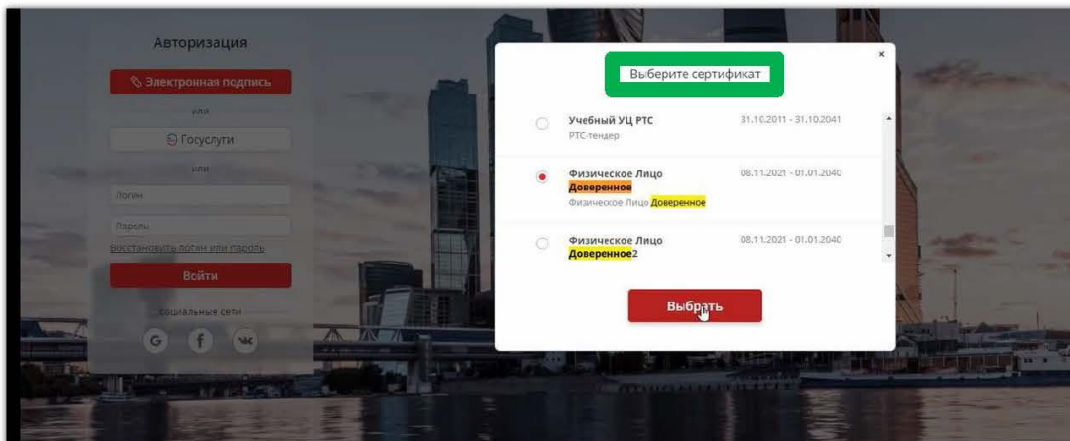 Авторизация
Электронная подпись
или
Госуслуги
или
Логин
Пароль
Восстановить логин или пароль
Войти
социальные сети
G f
Выберите сертификат
×
Учебный УЦ РТС 31.10.2011 - 31.10.2041
РТС-тендер
Физическое Лицо 08.11.2021 - 01.01.2040
Доверенное
Физическое Лицо Доверенное
Физическое Лицо 08.11.2021 - 01.01.2040
Доверенное2
Выбрать